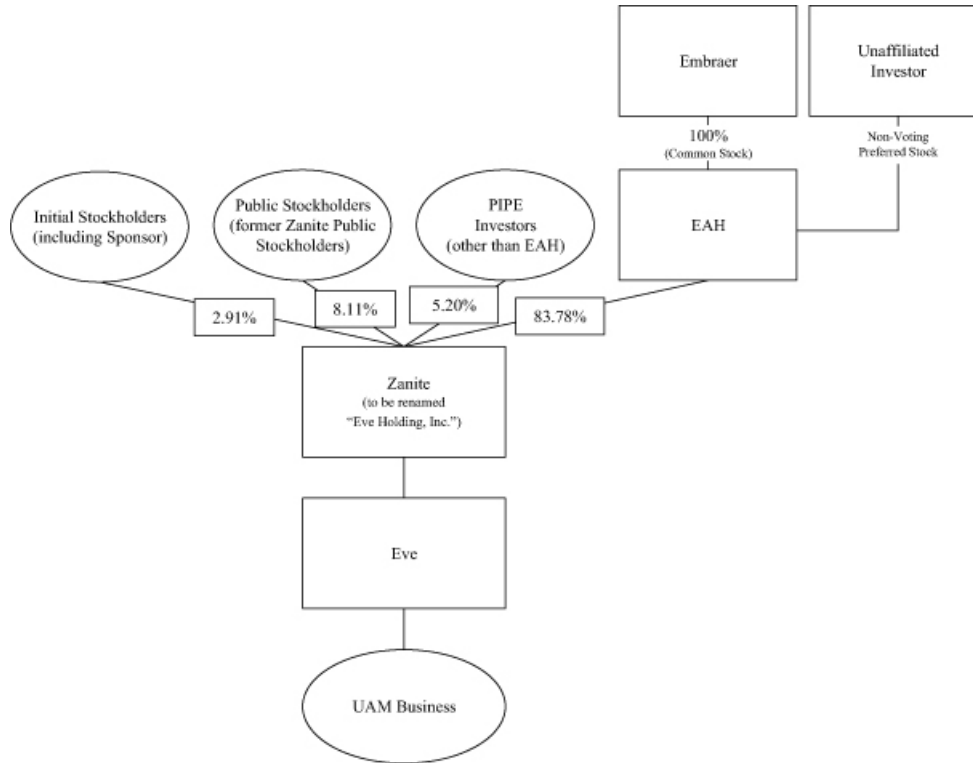 Embraer
Unaffiliated
Investor
100%
(Common Stock)
Non-Voting
Preferred Stock
Initial Stockholders
(including Sponsor)
Public Stockholders
(former Zanite Public
Stockholders)
PIPE
Investors
(other than EAH)
EAH
2.91%
8.11%
5.20%
83.78%
Zanite
(to be renamed
“Eve Holding, Inc.”)
Eve
UAM Business